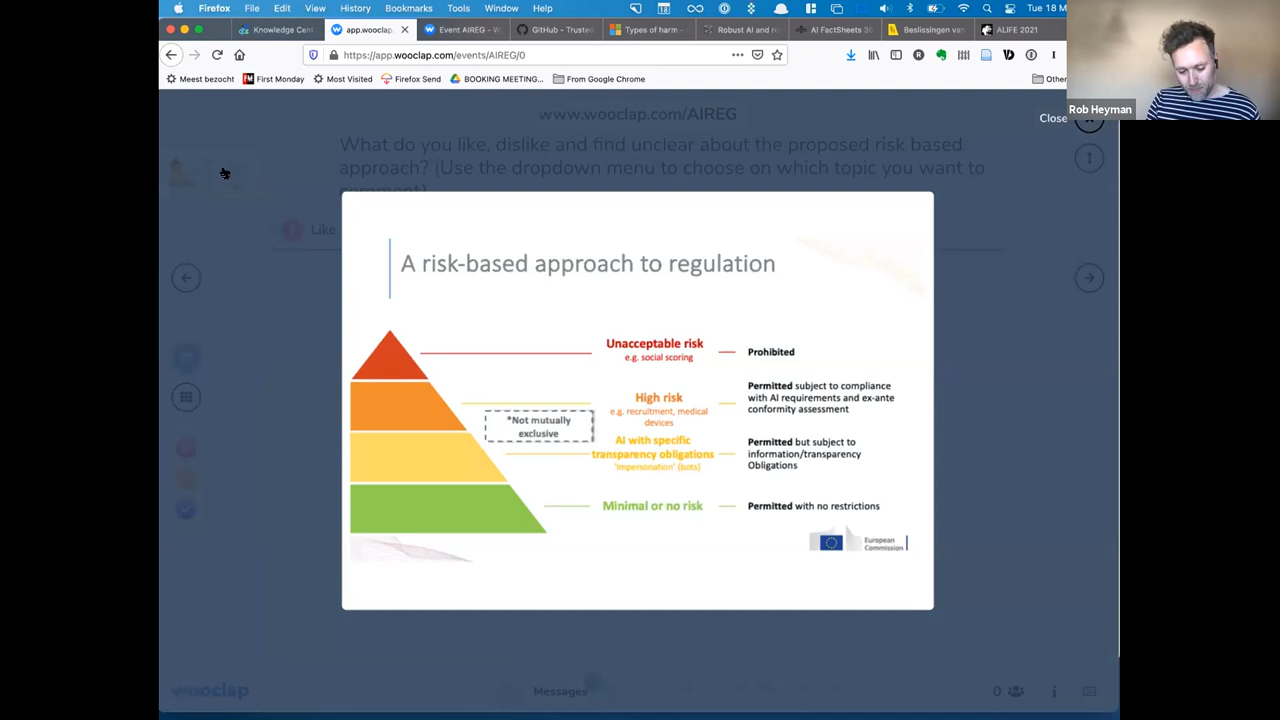 Firefox File Edit View History Bookmarks Tools Window Help
Tue 18 M
Knowledge Cent
app.wooclap.
Event AIREG - W
GitHub - Truste
Types of harm -
Robust AI and ro
AI FactSheets 36
Beslissingen van
ALIFE 2021
https://app.wooclap.com/events/AIREG/0
Meest bezocht First Monday Most Visited Firefox Send BOOKING MEETING... From Google Chrome Other
Rob Heyman
www.wooclap.com/AIREG
Close
What do you like, dislike and find unclear about the proposed risk based
approach? (Use the dropdown menu to choose on which topic you want to
comment)
Like
A risk-based approach to regulation
Unacceptable risk
e.g. social scoring
Prohibited
High risk
e.g. recruitment, medical
devices
Permitted subject to compliance
with AI requirements and ex-ante
conformity assessment
*Not mutually
exclusive
AI with specific
transparency obligations
'Impersonation' (bots)
Permitted but subject to
information/transparency
Obligations
Minimal or no risk
Permitted with no restrictions
European
Commission
wooclap
Messages
0